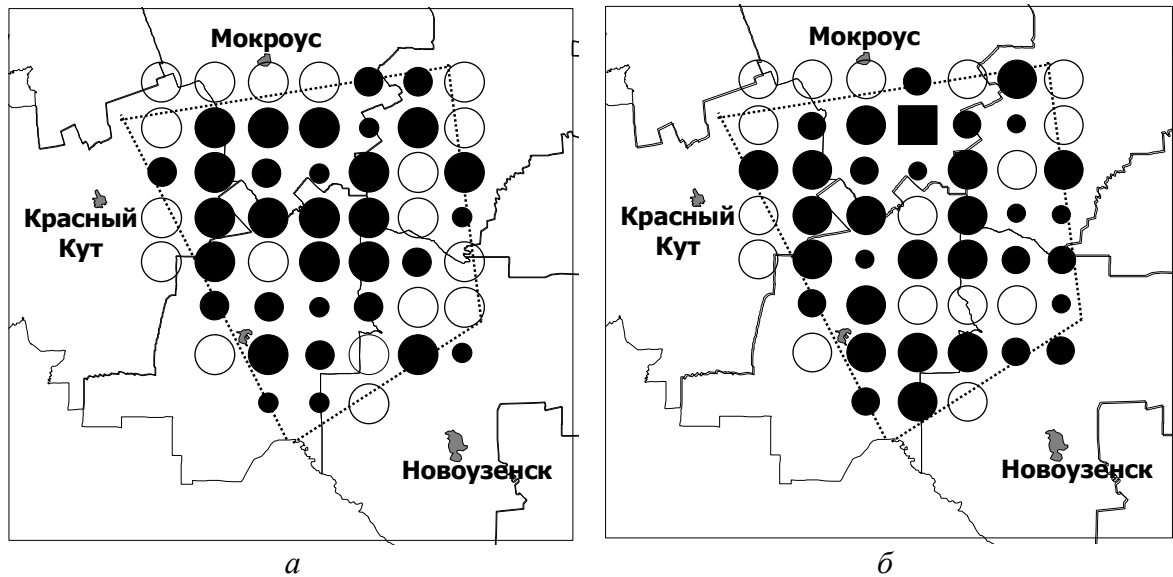 Мокроус
Красный
Кут
Новоузенск
а
Мокроус
Красный
Кут
Новоузенск
б